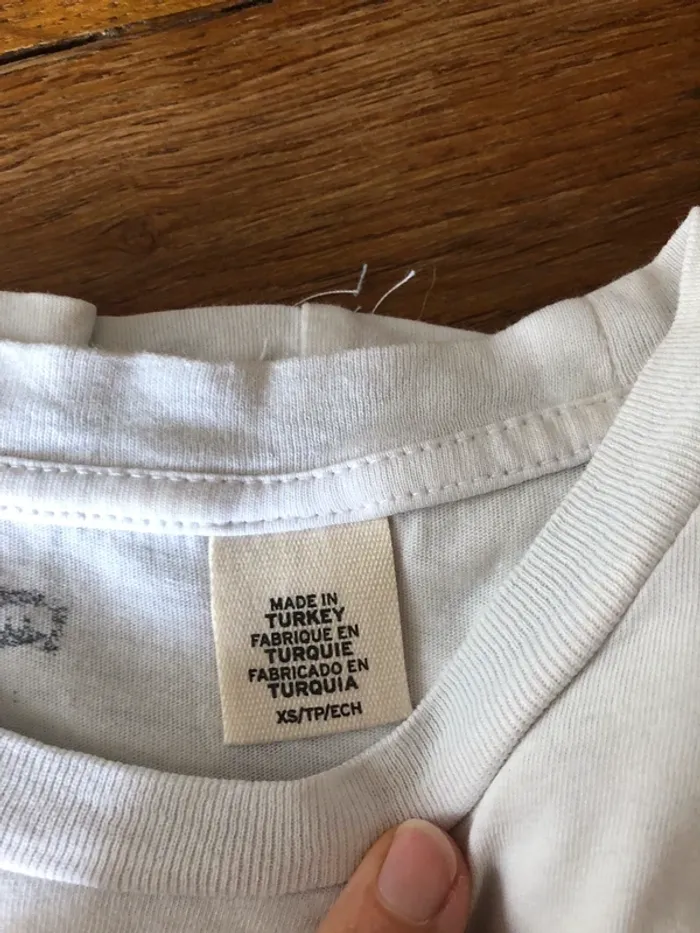 MADE IN
TURKEY
FABRIQUE EN
TURQUIE
FABRICADO EN
TURQUIA
XS/TP/ECH